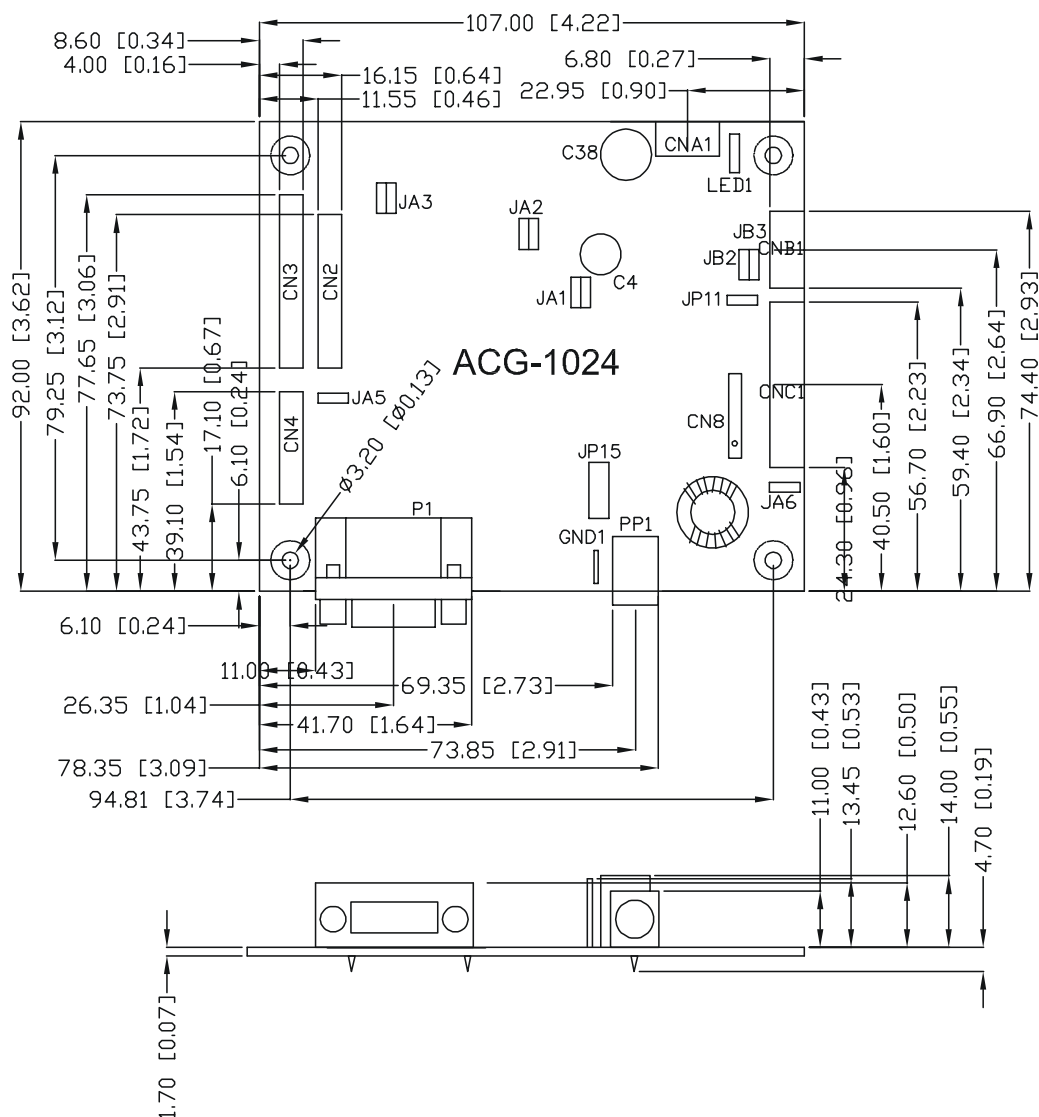 107.00 [4.22]
8.60 [0.34]
4.00 [0.16]
16.15 [0.64]
11.55 [0.46]
6.80 [0.27]
22.95 [0.90]
C38
CNA1
LED1
JA3
JA2
JB3
CNB1
JB2
C4
JA1
JP11
CN3
CN2
ACG-1024
CNC1
JA5
CN4
CN8
JP15
JA6
P1
GND1
PP1
ø3.20 [ø0.13]
92.00 [3.62]
79.25 [3.12]
77.65 [3.06]
73.75 [2.91]
43.75 [1.72]
39.10 [1.54]
17.10 [0.67]
6.10 [0.24]
24.30 [0.96]
40.50 [1.60]
56.70 [2.23]
59.40 [2.34]
66.90 [2.64]
74.40 [2.93]
6.10 [0.24]
11.00 [0.43]
69.35 [2.73]
26.35 [1.04]
41.70 [1.64]
73.85 [2.91]
78.35 [3.09]
94.81 [3.74]
11.00 [0.43]
13.45 [0.53]
12.60 [0.50]
14.00 [0.55]
4.70 [0.19]
1.70 [0.07]